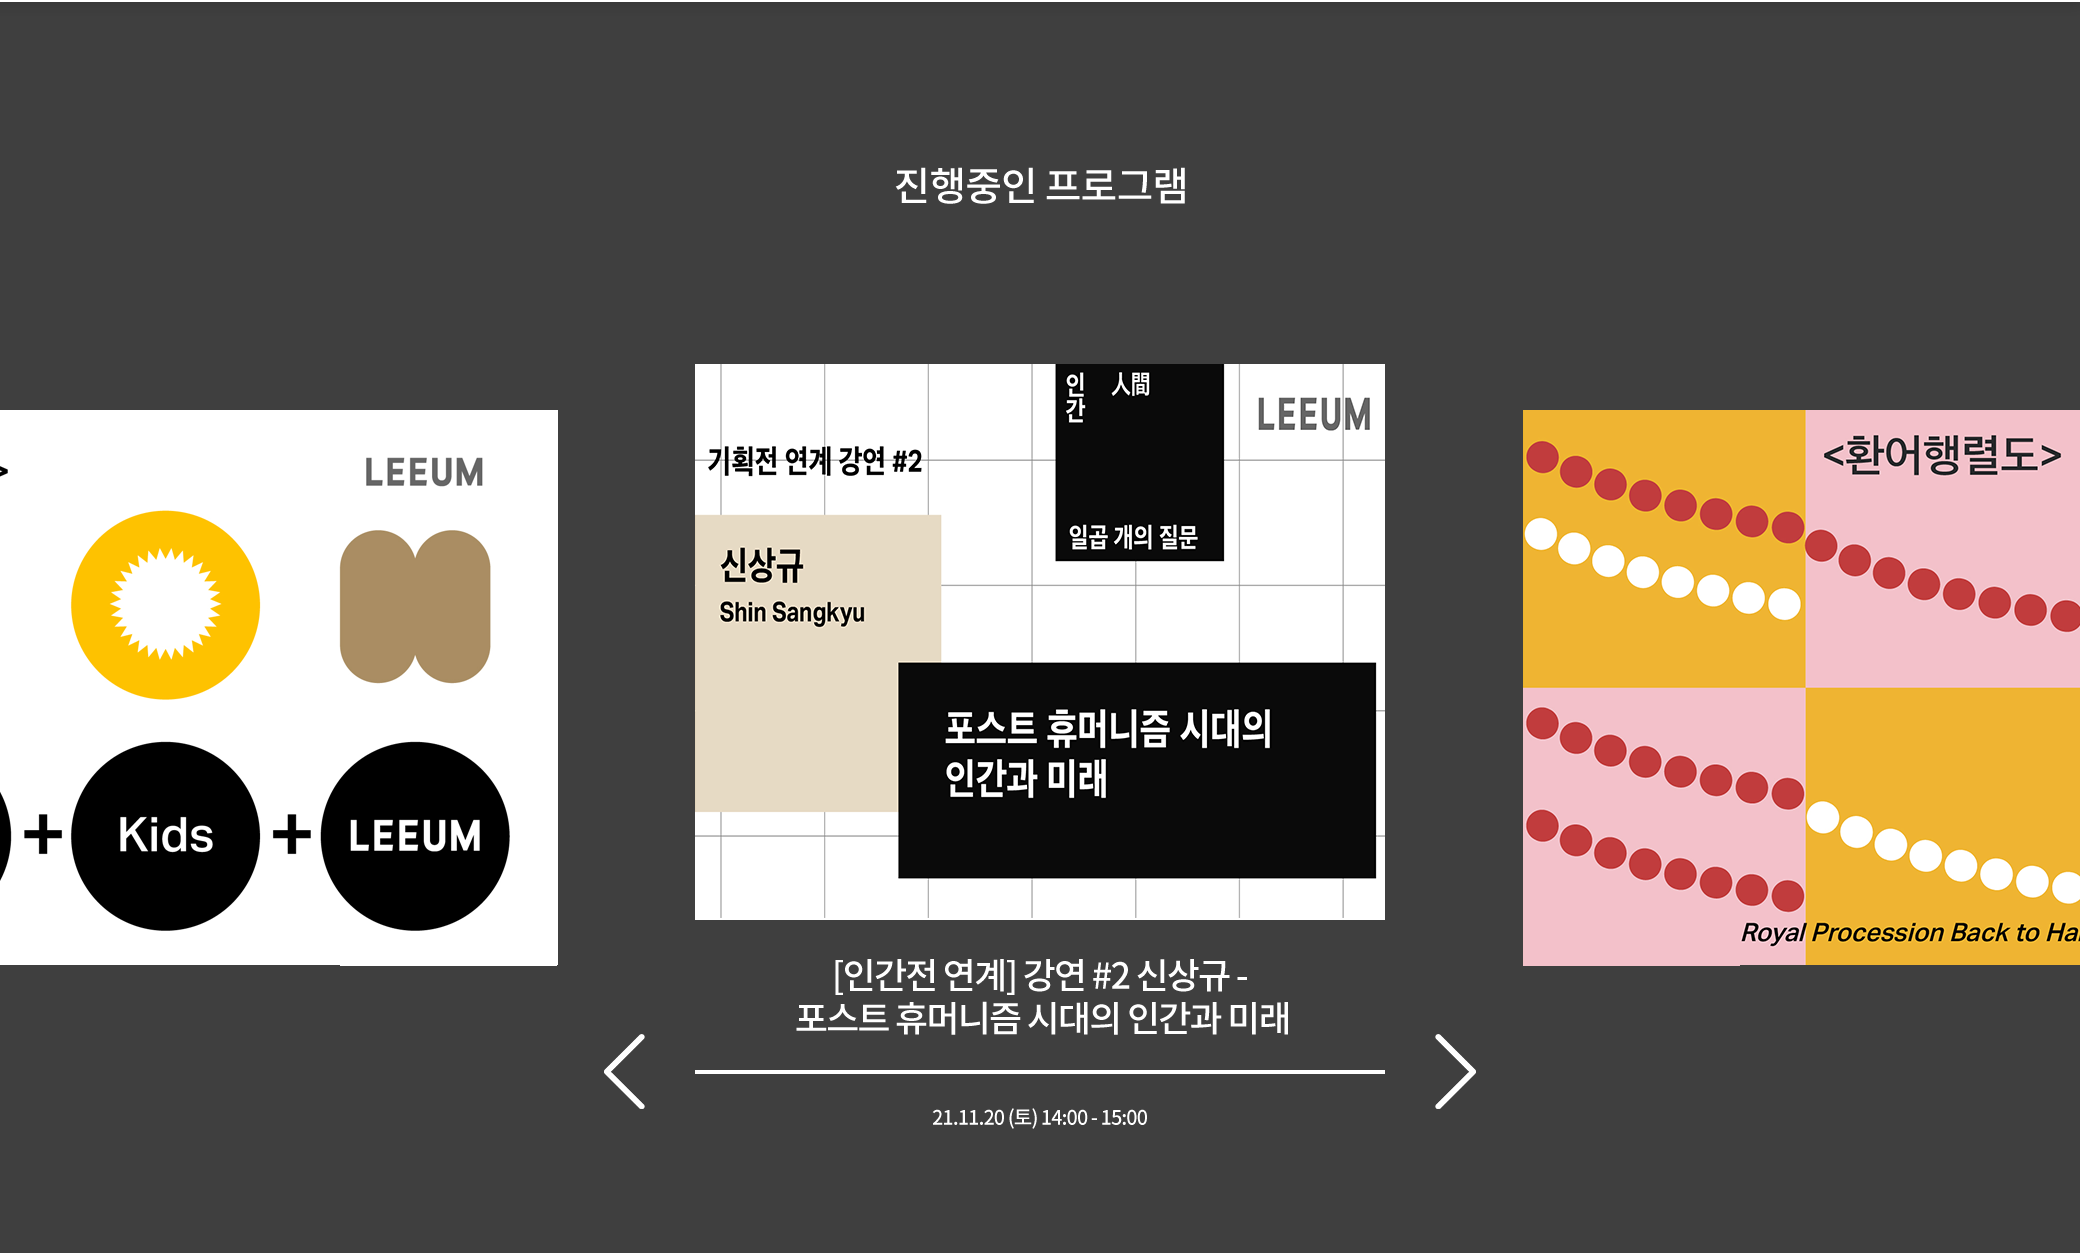 진행중인 프로그램
>
LEEUM
+ Kids + LEEUM
인간
人間
LEEUM
기획전 연계 강연 #2
일곱 개의 질문
신상규
Shin Sangkyu
포스트 휴머니즘 시대의
인간과 미래
[인간전 연계] 강연 #2 신상규 -
포스트 휴머니즘 시대의 인간과 미래
21.11.20 (토) 14:00 - 15:00
<환어행렬도>
Royal Procession Back to